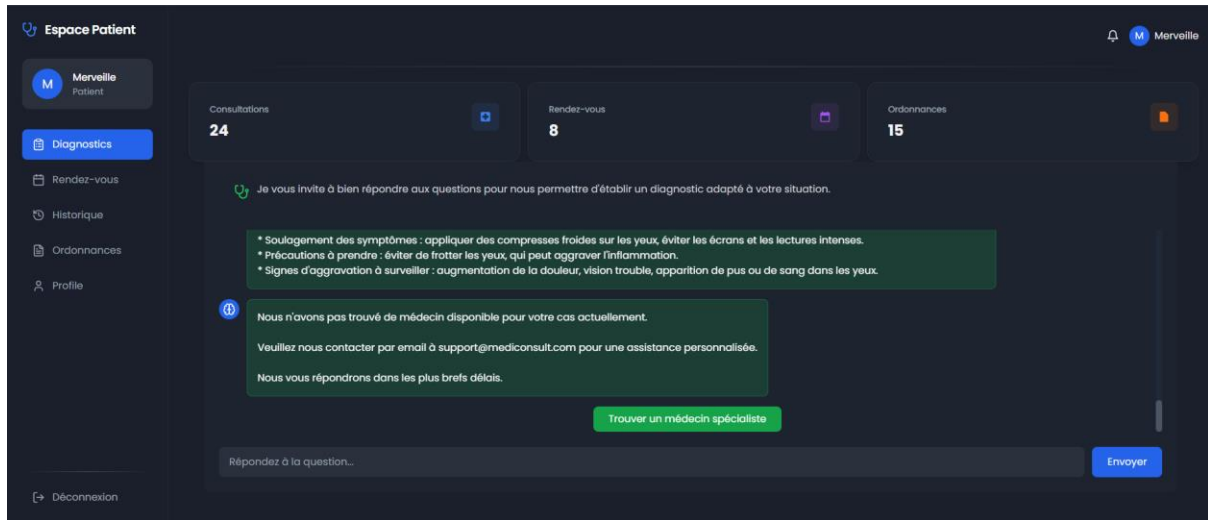 Espace Patient
M Merveille
M
Merveille
Patient
Consultations
24
Rendez-vous
8
Ordonnances
15
Diagnostics
Rendez-vous
Historique
Ordonnances
Profile
Déconnexion
Je vous invite à bien répondre aux questions pour nous permettre d'établir un diagnostic adapté à votre situation.
* Soulagement des symptômes : appliquer des compresses froides sur les yeux, éviter les écrans et les lectures intenses.
* Précautions à prendre : éviter de frotter les yeux, qui peut aggraver l'inflammation.
* Signes d'aggravation à surveiller : augmentation de la douleur, vision trouble, apparition de pus ou de sang dans les yeux.
Nous n'avons pas trouvé de médecin disponible pour votre cas actuellement.
Veuillez nous contacter par email à support@mediconsult.com pour une assistance personnalisée.
Nous vous répondrons dans les plus brefs délais.
Trouver un médecin spécialiste
Répondez à la question...
Envoyer